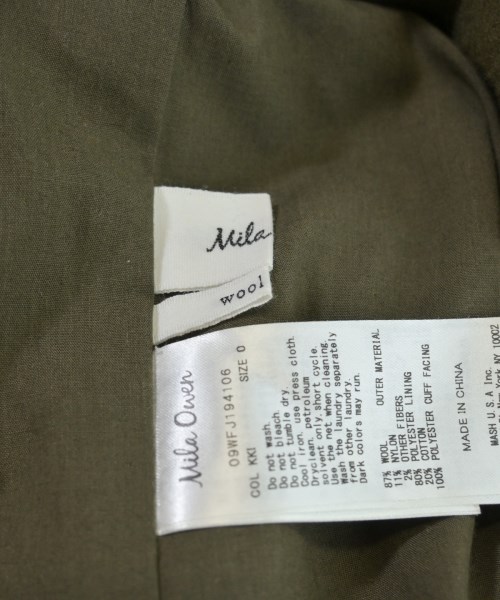 Mila
wool
Mila Owen
09WFJ194106
COL KKI SIZE 0
Do not wash.
Do not bleach.
Do not tumble dry.
Cool iron, use press cloth.
Dryclean, petroleum
solvent only, short cycle.
Use the net when cleaning.
Wash the laundry separately
from other laundry.
Dark colors may run.
OUTER MATERIAL
87% WOOL
11% NYLON
2% OTHER FIBERS
POLYESTER LINING
80% COTTON
20% POLYESTER CUFF FACING
100%
MADE IN CHINA
MASH U.S.A Inc.
NY 10002